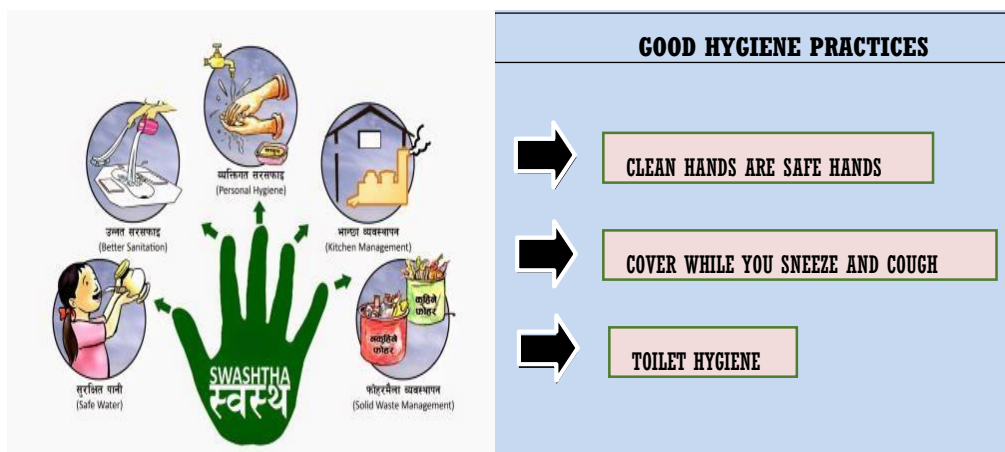 व्यक्तिगत सरसफाइ
(Personal Hygiene)
उन्नत सरसफाइ
(Better Sanitation)
भान्छा व्यवस्थापन
(Kitchen Management)
कुहिने
फोहर
नकुहिने
फोहर
SWASHTHA
स्वस्थ
सुरक्षित पानी
(Safe Water)
फोहरमैला व्यवस्थापन
(Solid Waste Management)
GOOD HYGIENE PRACTICES
CLEAN HANDS ARE SAFE HANDS
COVER WHILE YOU SNEEZE AND COUGH
TOILET HYGIENE